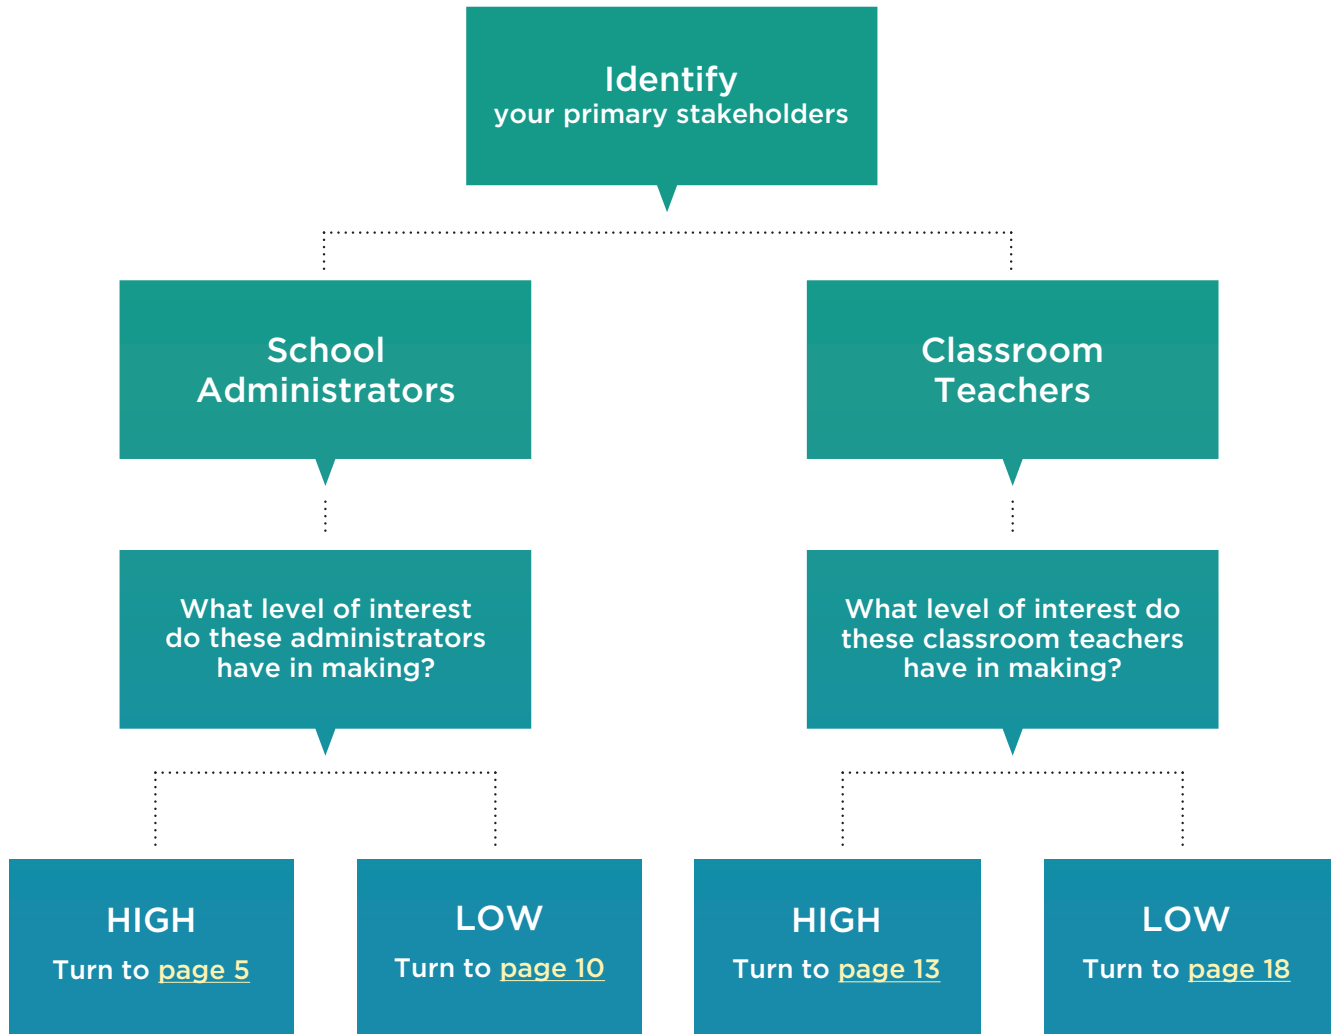 Identify
your primary stakeholders
School
Administrators
Classroom
Teachers
What level of interest
do these administrators
have in making?
What level of interest do
these classroom teachers
have in making?
HIGH
Turn to page 5
LOW
Turn to page 10
HIGH
Turn to page 13
LOW
Turn to page 18